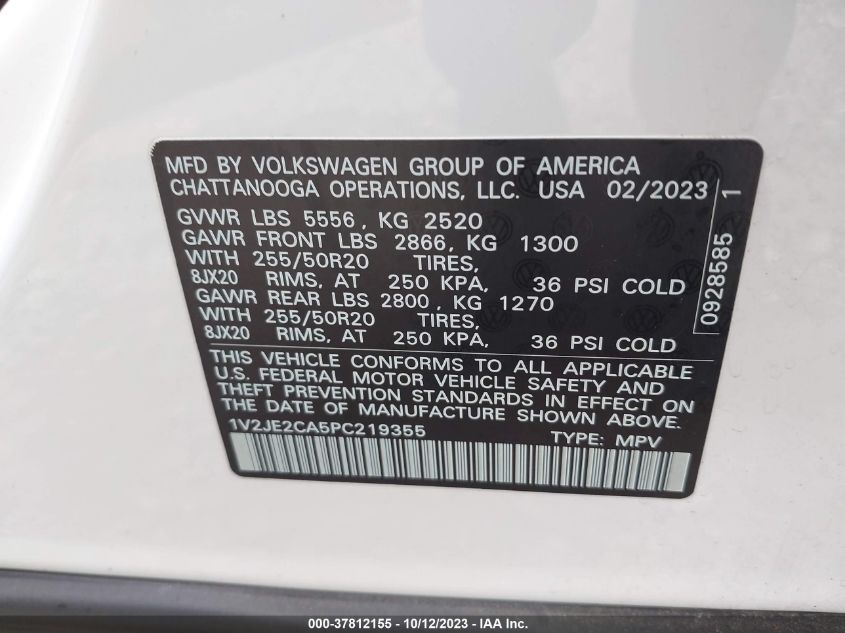 MFD BY VOLKSWAGEN GROUP OF AMERICA
CHATTANOOGA OPERATIONS, LLC. USA 02/2023
GVWR LBS 5556, KG 2520
GAWR FRONT LBS 2866, KG 1300
WITH 255/50R20 TIRES,
8JX20 RIMS, AT 250 KPA, 36 PSI COLD
GAWR REAR LBS 2800, KG 1270
WITH 255/50R20 TIRES,
8JX20 RIMS, AT 250 KPA, 36 PSI COLD
THIS VEHICLE CONFORMS TO ALL APPLICABLE
U.S. FEDERAL MOTOR VEHICLE SAFETY AND
THEFT PREVENTION STANDARDS IN EFFECT ON
THE DATE OF MANUFACTURE SHOWN ABOVE.
1V2JE2CA5PC219355 TYPE: MPV
0928585 1
000-37812155 - 10/12/2023 - IAA Inc.